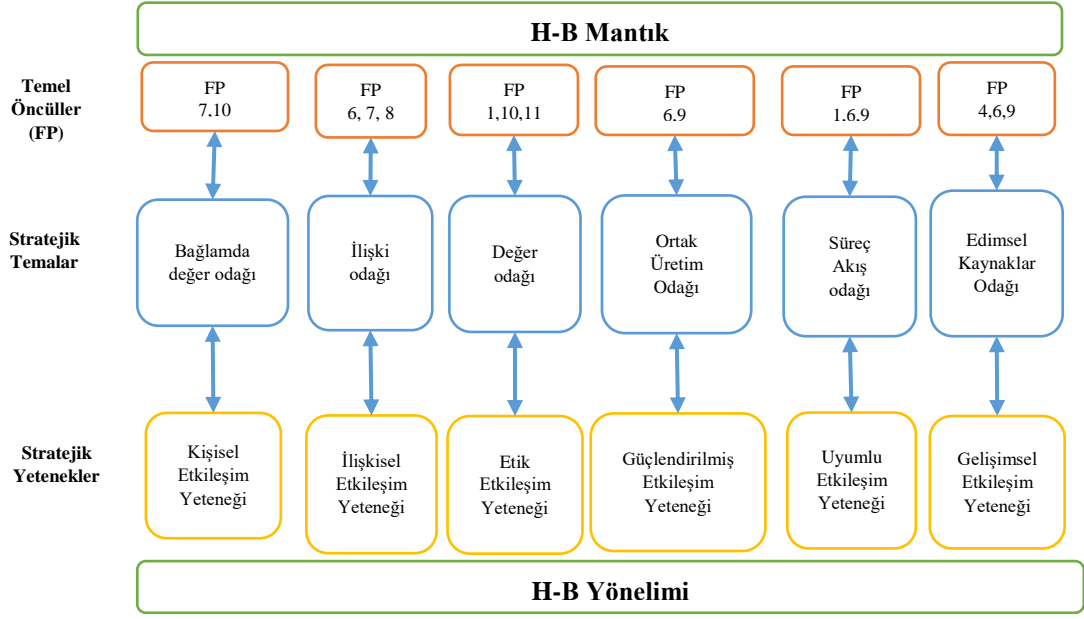 H-B Mantık
Temel
Öncüller
(FP)
FP
7,10
FP
6, 7, 8
FP
1,10,11
FP
6.9
FP
1.6.9
FP
4,6,9
Stratejik
Temalar
Bağlamda
değer odağı
İlişki
odağı
Değer
odağı
Ortak
Üretim
Odağı
Süreç
Akış
odağı
Edimsel
Kaynaklar
Odağı
Stratejik
Yetenekler
Kişisel
Etkileşim
Yeteneği
İlişkisel
Etkileşim
Yeteneği
Etik
Etkileşim
Yeteneği
Güçlendirilmiş
Etkileşim
Yeteneği
Uyumlu
Etkileşim
Yeteneği
Gelişimsel
Etkileşim
Yeteneği
H-B Yönelimi